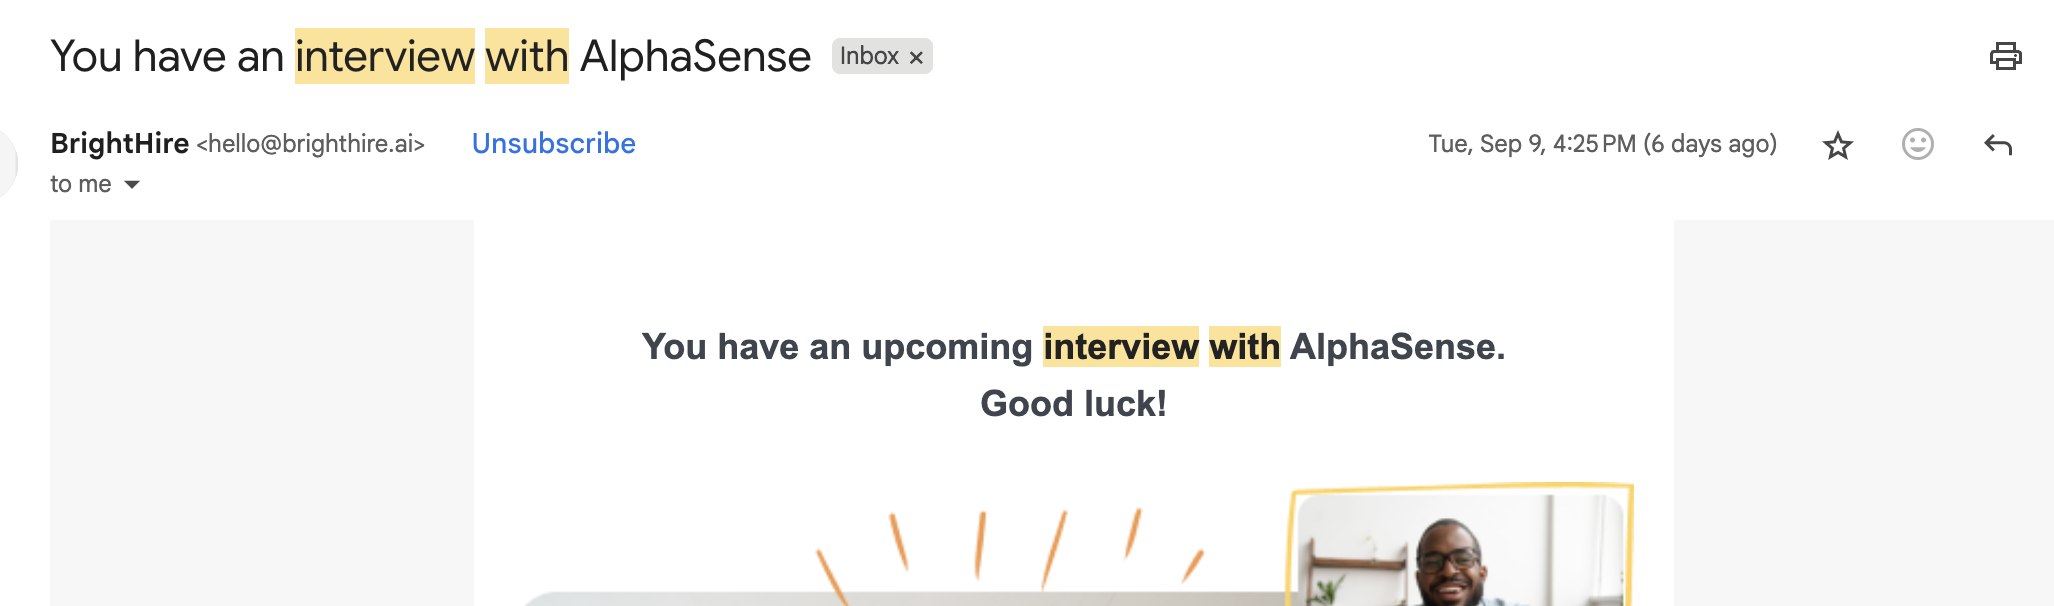 You have an interview with AlphaSense Inbox ×
BrightHire <hello@brighthire.ai> Unsubscribe Tue, Sep 9, 4:25 PM (6 days ago)
to me
You have an upcoming interview with AlphaSense.
Good luck!